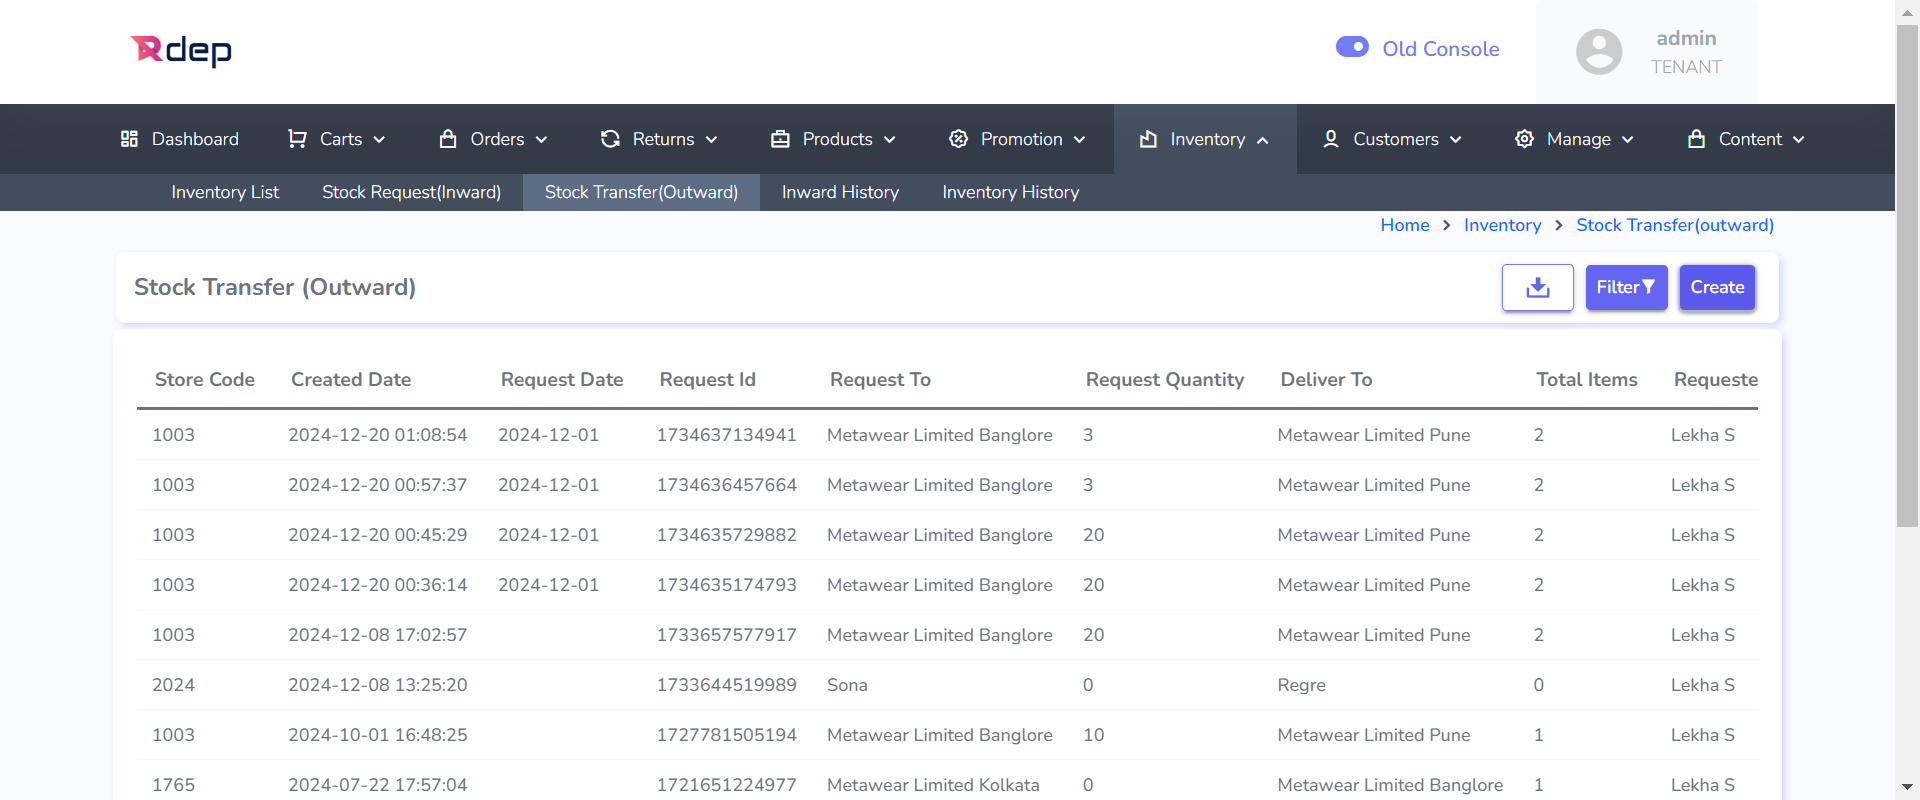 Rdep
Old Console
admin
TENANT
Dashboard Carts Orders Returns Products Promotion Inventory Customers Manage Content
Inventory List Stock Request(Inward) Stock Transfer(Outward) Inward History Inventory History
Home > Inventory > Stock Transfer(outward)
Stock Transfer (Outward) Filter Create
Store Code Created Date Request Date Request Id Request To Request Quantity Deliver To Total Items Requeste
1003 2024-12-20 01:08:54 2024-12-01 1734637134941 Metawear Limited Banglore 3 Metawear Limited Pune 2 Lekha S
1003 2024-12-20 00:57:37 2024-12-01 1734636457664 Metawear Limited Banglore 3 Metawear Limited Pune 2 Lekha S
1003 2024-12-20 00:45:29 2024-12-01 1734635729882 Metawear Limited Banglore 20 Metawear Limited Pune 2 Lekha S
1003 2024-12-20 00:36:14 2024-12-01 1734635174793 Metawear Limited Banglore 20 Metawear Limited Pune 2 Lekha S
1003 2024-12-08 17:02:57 1733657577917 Metawear Limited Banglore 20 Metawear Limited Pune 2 Lekha S
2024 2024-12-08 13:25:20 1733644519989 Sona 0 Regre 0 Lekha S
1003 2024-10-01 16:48:25 1727781505194 Metawear Limited Banglore 10 Metawear Limited Pune 1 Lekha S
1765 2024-07-22 17:57:04 1721651224977 Metawear Limited Kolkata 0 Metawear Limited Banglore 1 Lekha S